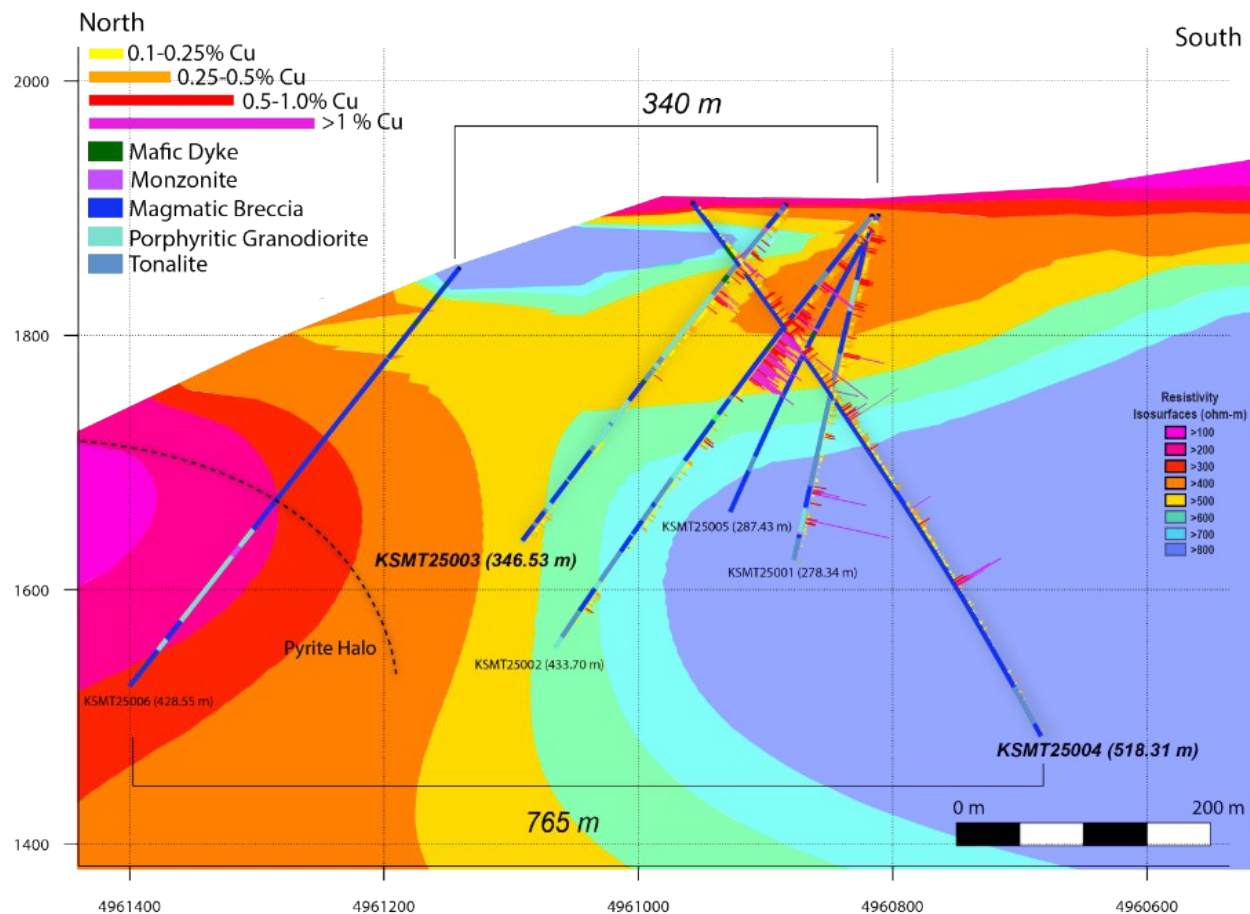 North
South
0.1-0.25% Cu
0.25-0.5% Cu
0.5-1.0% Cu
>1 % Cu
Mafic Dyke
Monzonite
Magmatic Breccia
Porphyritic Granodiorite
Tonalite
340 m
2000
1800
1600
1400
Resistivity
Isosurfaces (ohm-m)
>100
>200
>300
>400
>500
>600
>700
>800
KSMT25005 (287.43 m)
KSMT25003 (346.53 m)
KSMT25001 (278.34 m)
Pyrite Halo
KSMT25002 (433.70 m)
KSMT25006 (428.55 m)
KSMT25004 (518.31 m)
765 m
0 m
200 m
4961400
4961200
4961000
4960800
4960600